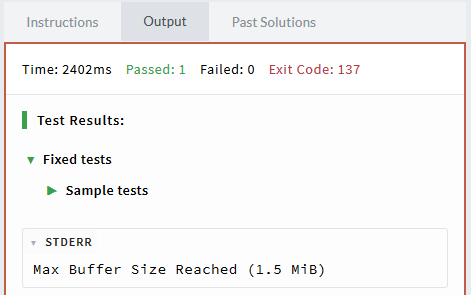 Instructions Output Past Solutions
Time: 2402ms Passed: 1 Failed: 0 Exit Code: 137
Test Results:
Fixed tests
Sample tests
STDERR
Max Buffer Size Reached (1.5 MiB)